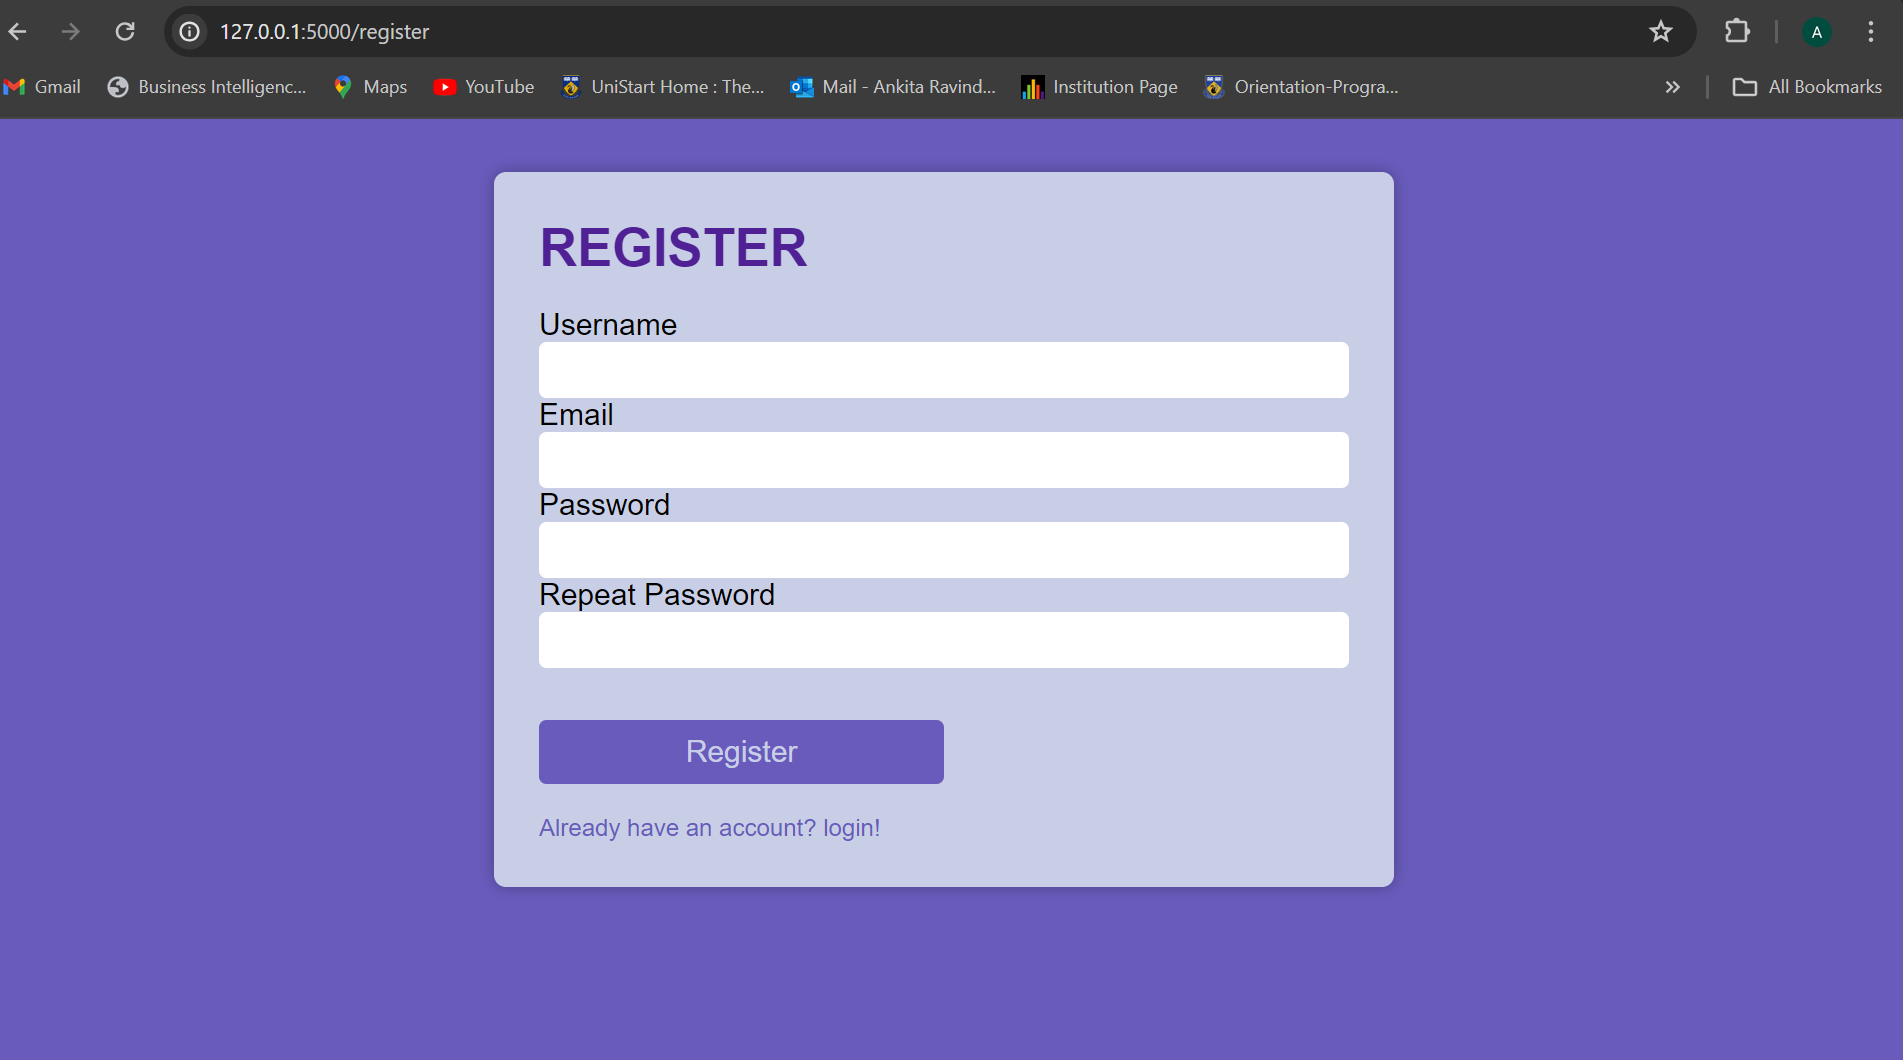 127.0.0.1:5000/register
A
Gmail Business Intelligenc... Maps YouTube UniStart Home : The... Mail - Ankita Ravind... Institution Page Orientation-Progra... All Bookmarks
REGISTER
Username
Email
Password
Repeat Password
Register
Already have an account? login!